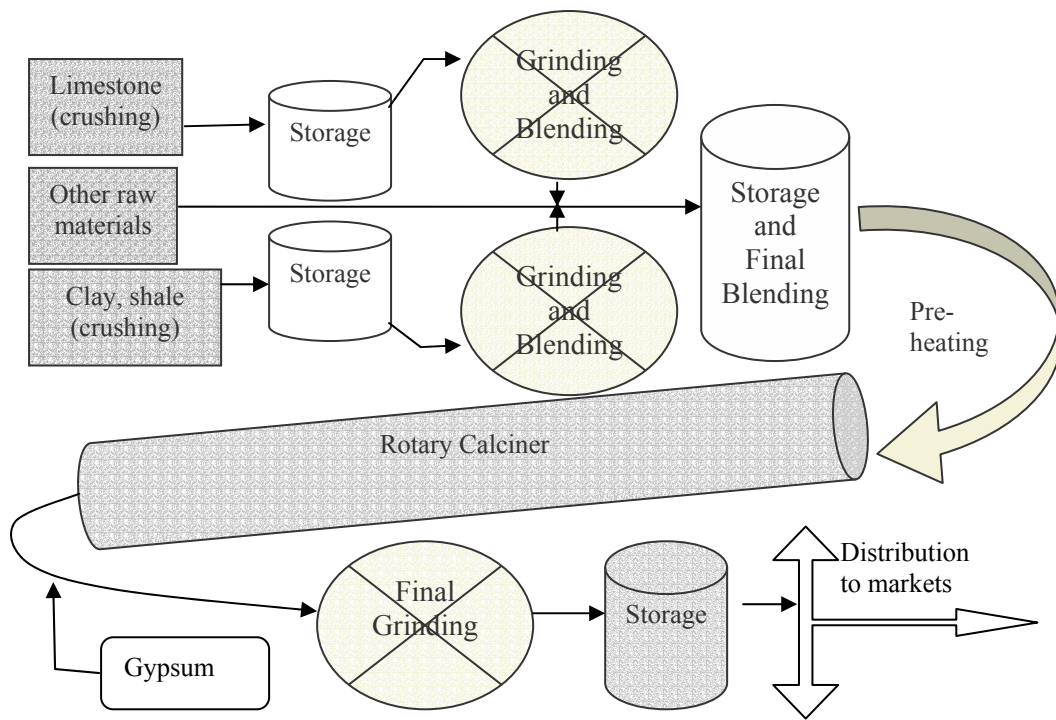 Limestone
(crushing)
Storage
Grinding
and
Blending
Other raw
materials
Clay, shale
(crushing)
Storage
Grinding
and
Blending
Storage
and
Final
Blending
Pre-
heating
Rotary Calciner
Gypsum
Final
Grinding
Storage
Distribution
to markets